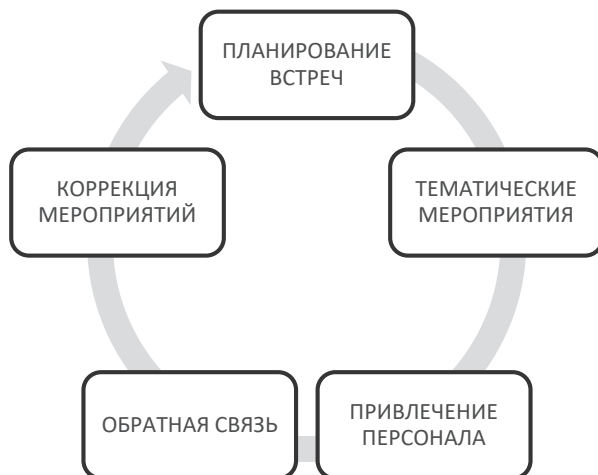 ПЛАНИРОВАНИЕ
ВСТРЕЧ
ТЕМАТИЧЕСКИЕ
МЕРОПРИЯТИЯ
ПРИВЛЕЧЕНИЕ
ПЕРСОНАЛА
ОБРАТНАЯ СВЯЗЬ
КОРРЕКЦИЯ
МЕРОПРИЯТИЙ